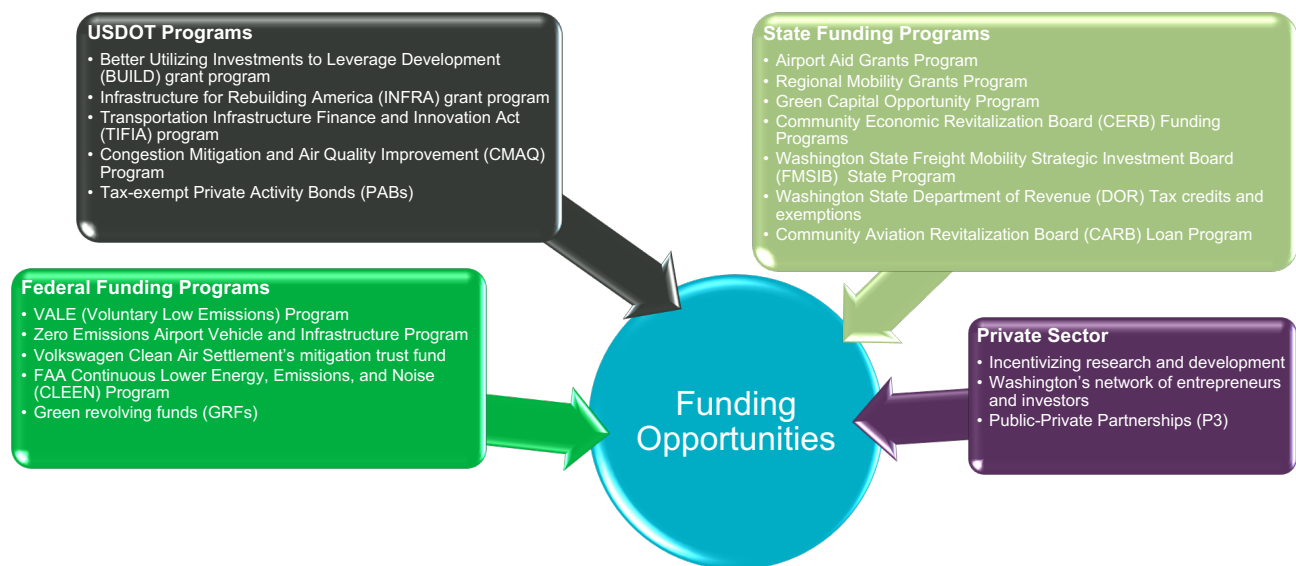 USDOT Programs
• Better Utilizing Investments to Leverage Development
(BUILD) grant program
• Infrastructure for Rebuilding America (INFRA) grant program
• Transportation Infrastructure Finance and Innovation Act
(TIFIA) program
• Congestion Mitigation and Air Quality Improvement (CMAQ)
Program
• Tax-exempt Private Activity Bonds (PABs)
State Funding Programs
• Airport Aid Grants Program
• Regional Mobility Grants Program
• Green Capital Opportunity Program
• Community Economic Revitalization Board (CERB) Funding
Programs
• Washington State Freight Mobility Strategic Investment Board
(FMSIB) State Program
• Washington State Department of Revenue (DOR) Tax credits and
exemptions
• Community Aviation Revitalization Board (CARB) Loan Program
Federal Funding Programs
• VALE (Voluntary Low Emissions) Program
• Zero Emissions Airport Vehicle and Infrastructure Program
• Volkswagen Clean Air Settlement’s mitigation trust fund
• FAA Continuous Lower Energy, Emissions, and Noise
(CLEEN) Program
• Green revolving funds (GRFs)
Private Sector
• Incentivizing research and development
• Washington’s network of entrepreneurs
and investors
• Public-Private Partnerships (P3)
Funding
Opportunities